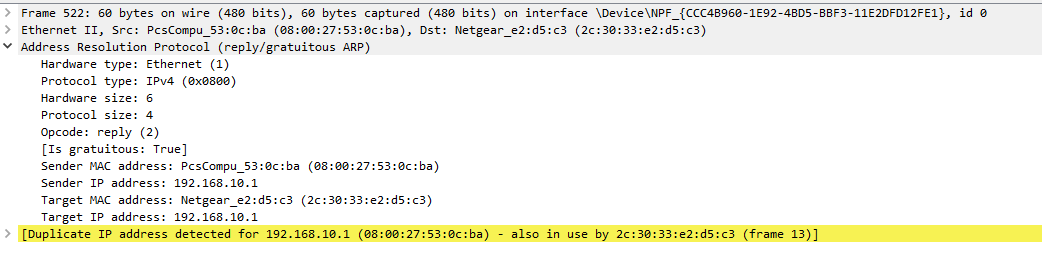 Frame 522: 60 bytes on wire (480 bits), 60 bytes captured (480 bits) on interface \Device\NPF_{CCC4B960-1E92-4BD5-BBF3-11E2DFD12FE1}, id 0
Ethernet II, Src: PcsCompu_53:0c:ba (08:00:27:53:0c:ba), Dst: Netgear_e2:d5:c3 (2c:30:33:e2:d5:c3)
Address Resolution Protocol (reply/gratuitous ARP)
Hardware type: Ethernet (1)
Protocol type: IPv4 (0x0800)
Hardware size: 6
Protocol size: 4
Opcode: reply (2)
[Is gratuitous: True]
Sender MAC address: PcsCompu_53:0c:ba (08:00:27:53:0c:ba)
Sender IP address: 192.168.10.1
Target MAC address: Netgear_e2:d5:c3 (2c:30:33:e2:d5:c3)
Target IP address: 192.168.10.1
[Duplicate IP address detected for 192.168.10.1 (08:00:27:53:0c:ba) - also in use by 2c:30:33:e2:d5:c3 (frame 13)]